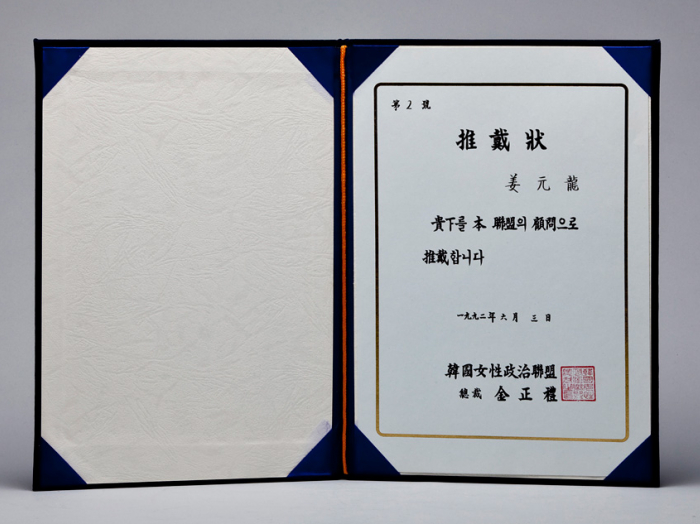 第 2 號
推戴狀
姜元龍
貴下를 本 聯盟의 顧問으로
推戴합니다
一九九二年 六月 三日
韓國女性政治聯盟
總裁 金正禮